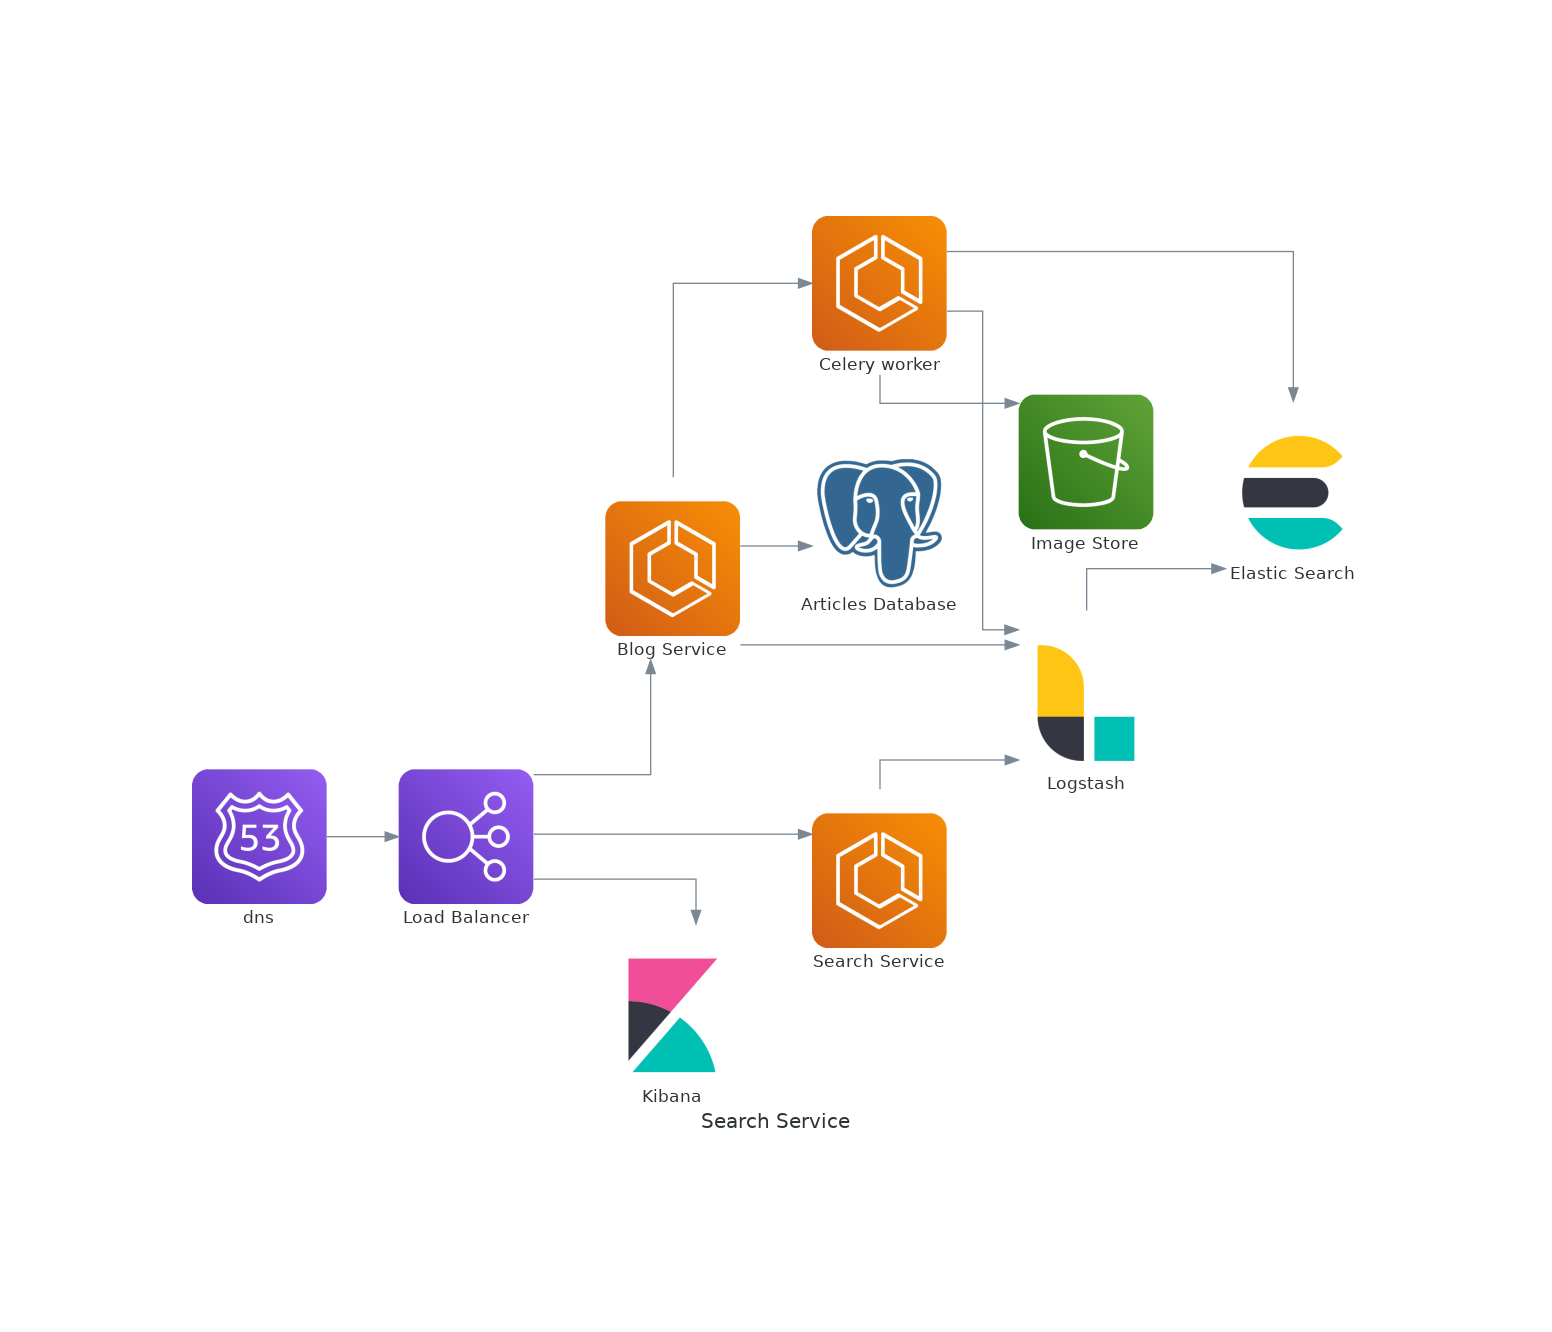 Celery worker
Image Store
Elastic Search
Articles Database
Blog Service
Logstash
53
dns
Load Balancer
Search Service
Kibana
Search Service